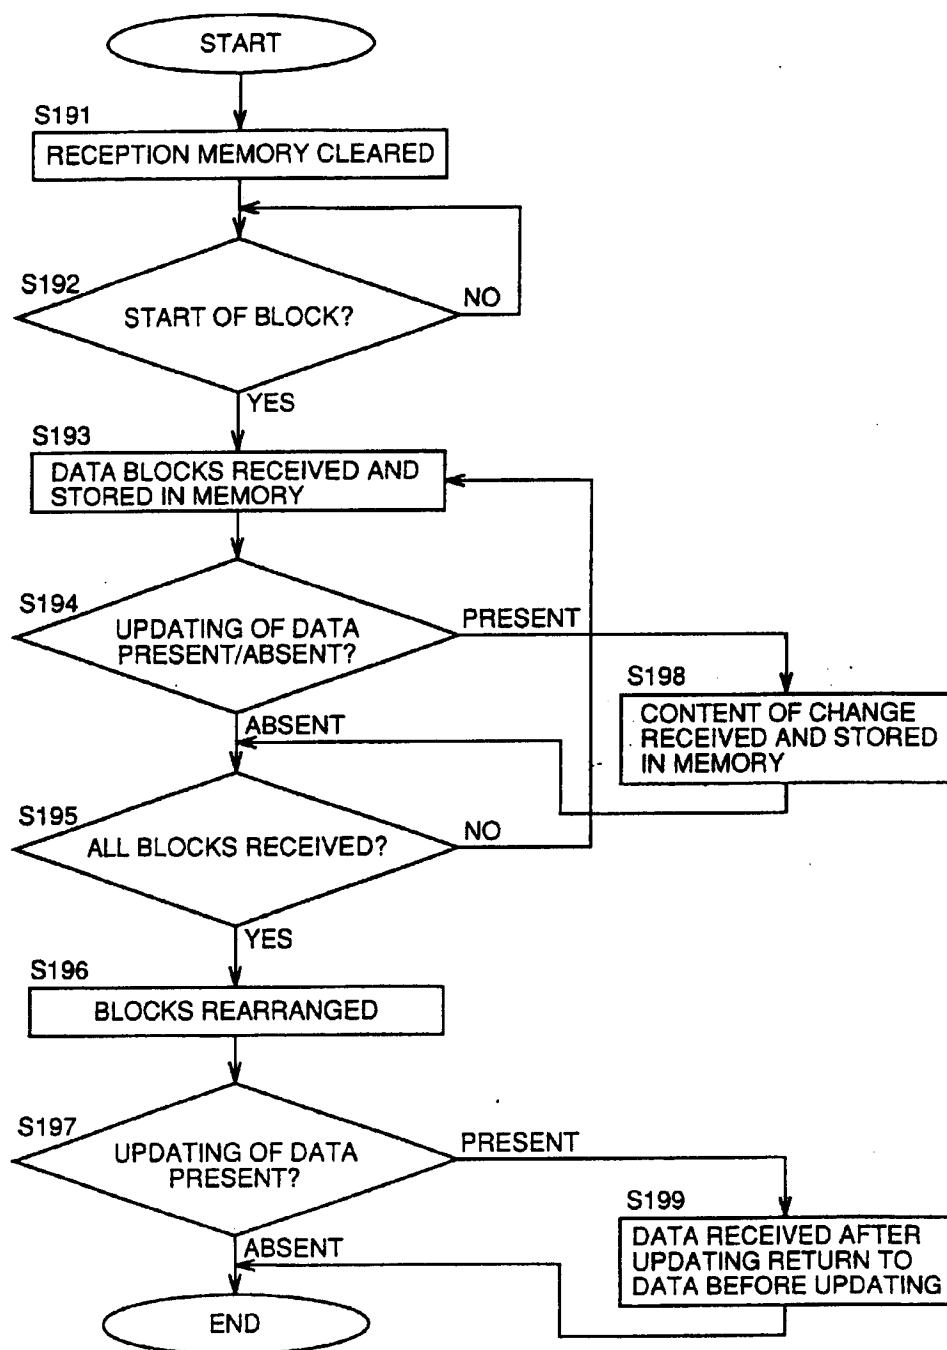 START
S191
RECEPTION MEMORY CLEARED
S192
START OF BLOCK?
NO
YES
S193
DATA BLOCKS RECEIVED AND
STORED IN MEMORY
S194
UPDATING OF DATA
PRESENT/ABSENT?
PRESENT
S198
CONTENT OF CHANGE
RECEIVED AND STORED
IN MEMORY
ABSENT
S195
ALL BLOCKS RECEIVED?
NO
YES
S196
BLOCKS REARRANGED
S197
UPDATING OF DATA
PRESENT?
PRESENT
S199
DATA RECEIVED AFTER
UPDATING RETURN TO
DATA BEFORE UPDATING
ABSENT
END